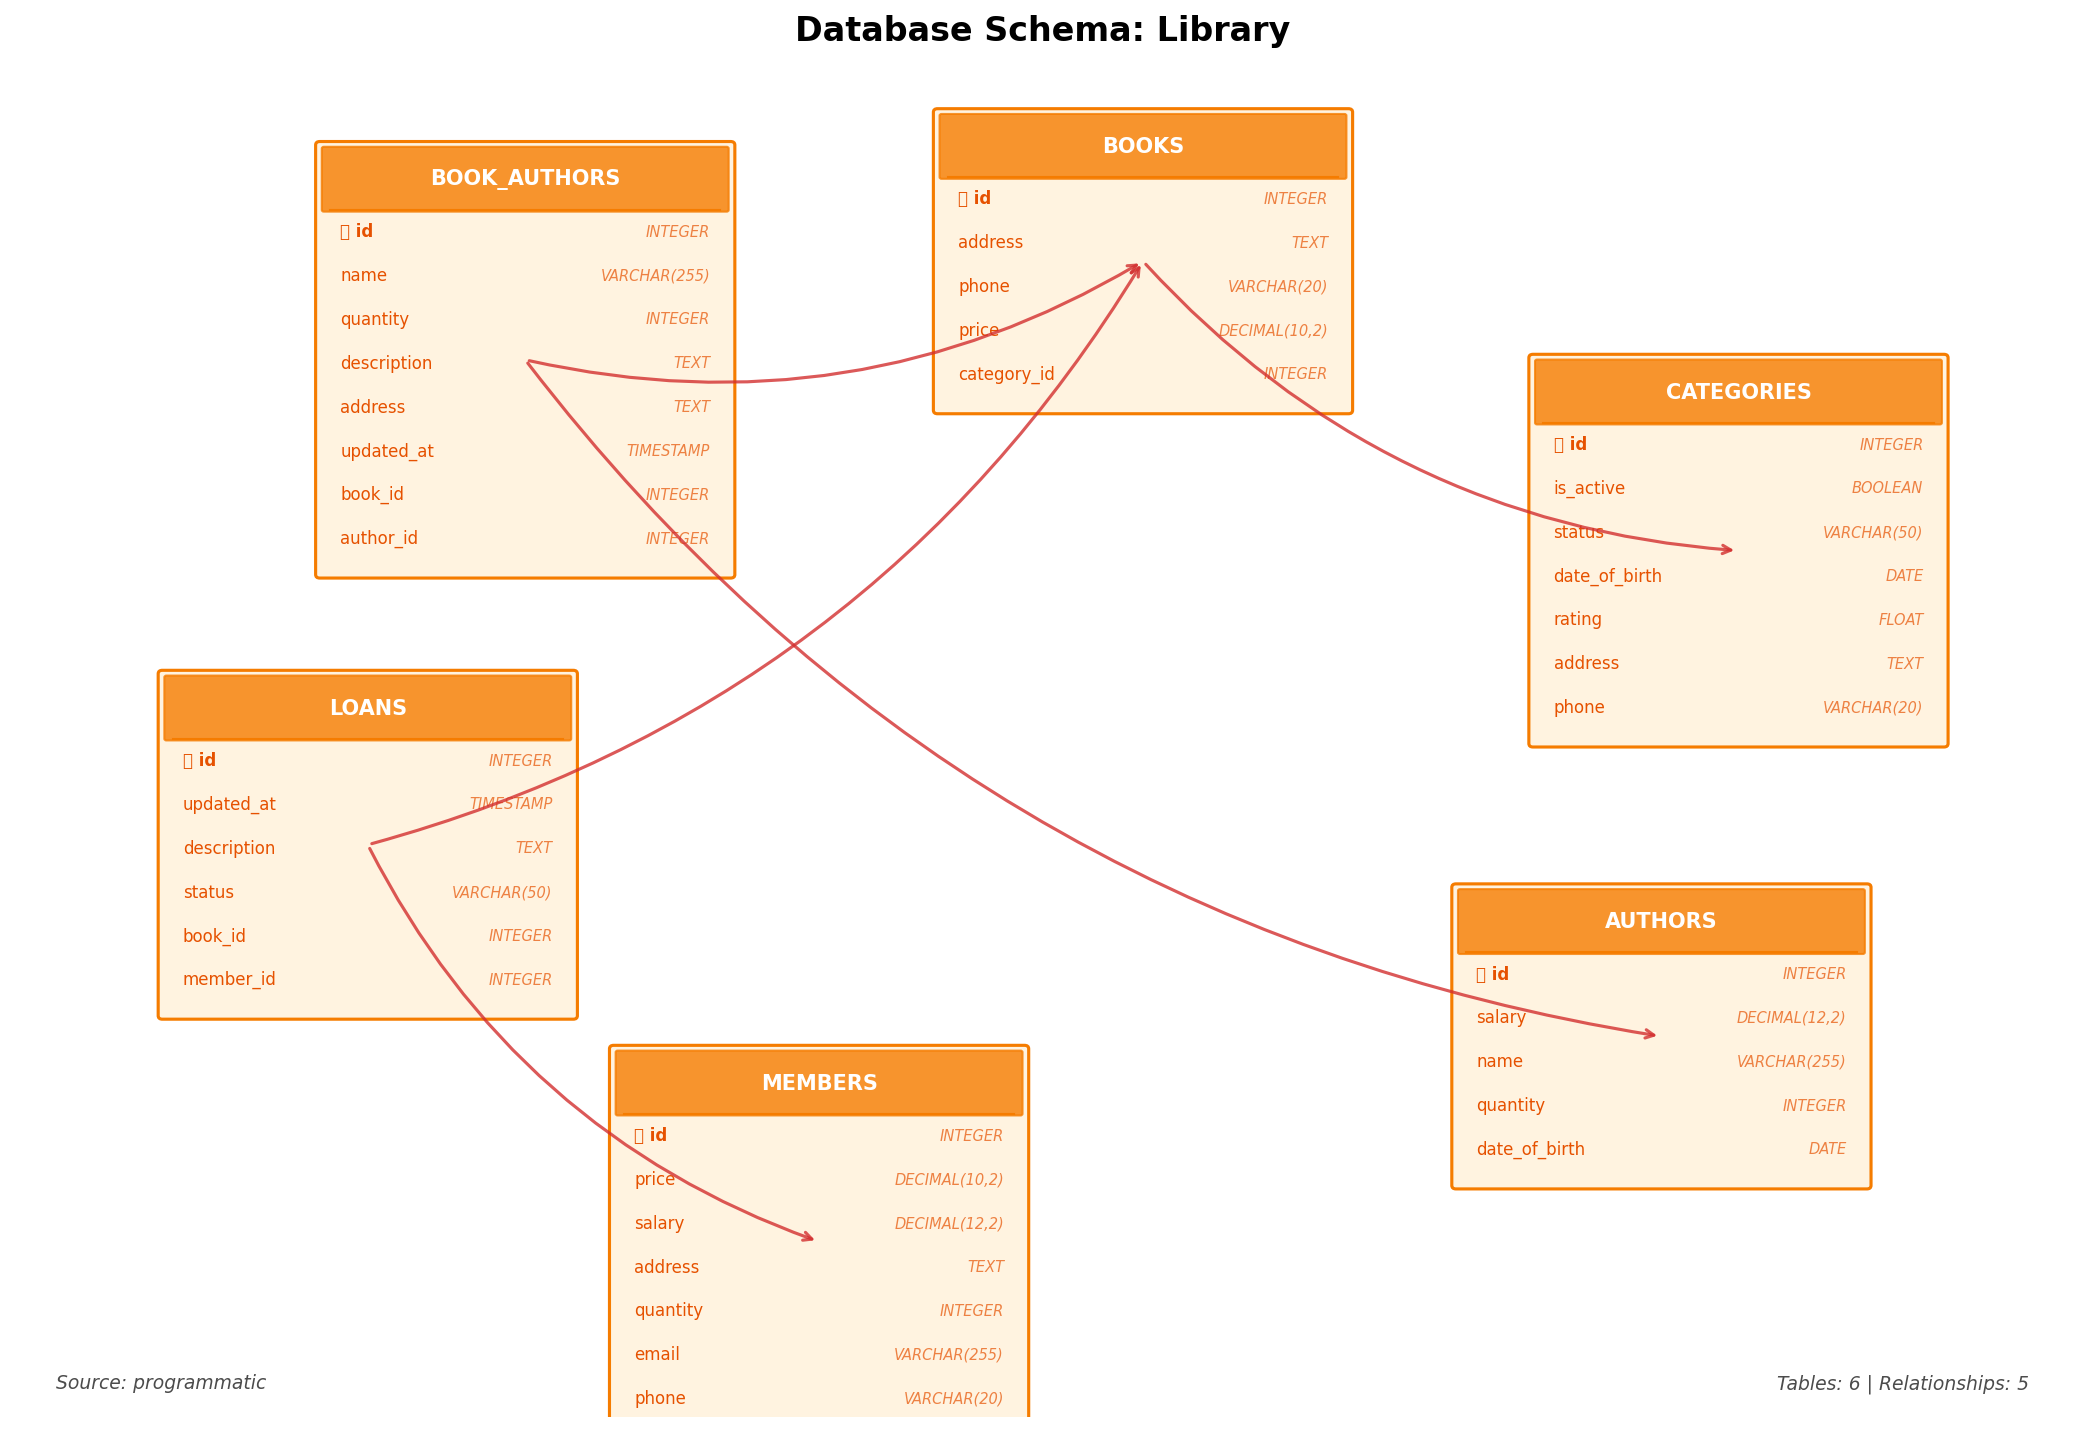 Database Schema: Library
BOOK_AUTHORS
id INTEGER
name VARCHAR(255)
quantity INTEGER
description TEXT
address TEXT
updated_at TIMESTAMP
book_id INTEGER
author_id INTEGER
BOOKS
id INTEGER
address TEXT
phone VARCHAR(20)
price DECIMAL(10,2)
category_id INTEGER
CATEGORIES
id INTEGER
is_active BOOLEAN
status VARCHAR(50)
date_of_birth DATE
rating FLOAT
address TEXT
phone VARCHAR(20)
LOANS
id INTEGER
updated_at TIMESTAMP
description TEXT
status VARCHAR(50)
book_id INTEGER
member_id INTEGER
AUTHORS
id INTEGER
salary DECIMAL(12,2)
name VARCHAR(255)
quantity INTEGER
date_of_birth DATE
MEMBERS
id INTEGER
price DECIMAL(10,2)
salary DECIMAL(12,2)
address TEXT
quantity INTEGER
email VARCHAR(255)
phone VARCHAR(20)
Source: programmatic
Tables: 6 | Relationships: 5